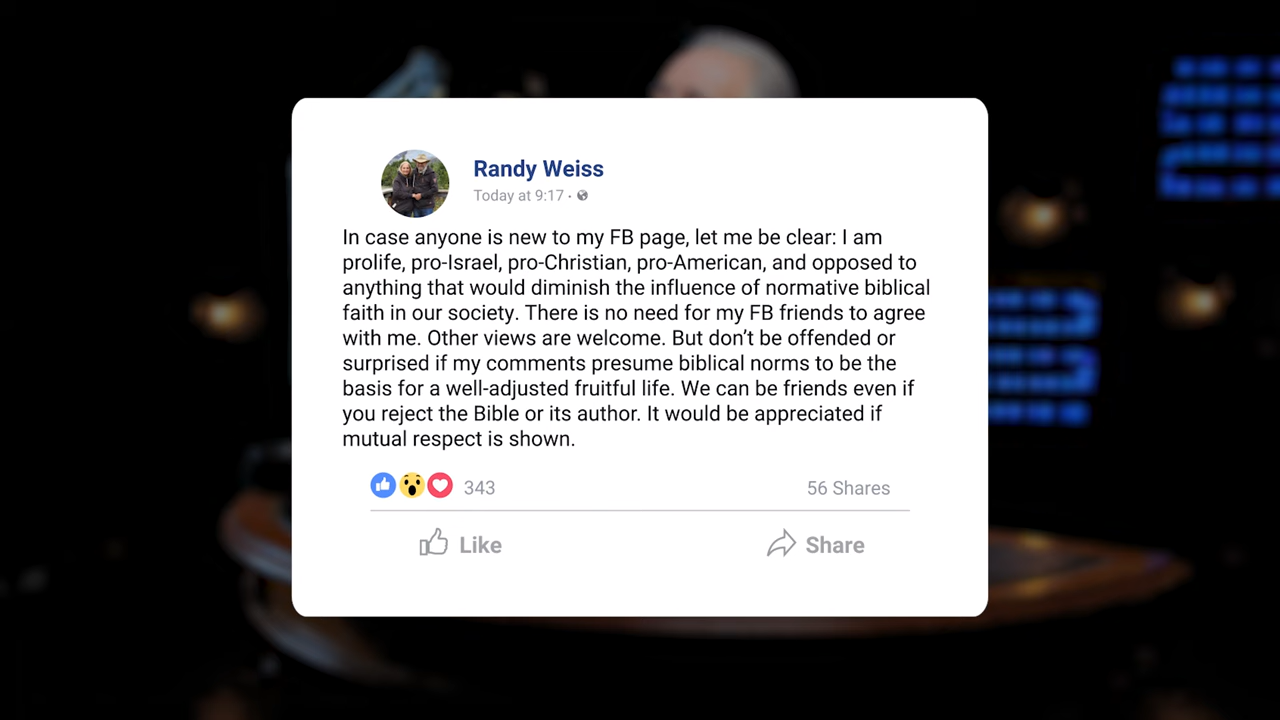 Randy Weiss
Today at 9:17 ·
In case anyone is new to my FB page, let me be clear: I am
prolife, pro-Israel, pro-Christian, pro-American, and opposed to
anything that would diminish the influence of normative biblical
faith in our society. There is no need for my FB friends to agree
with me. Other views are welcome. But don’t be offended or
surprised if my comments presume biblical norms to be the
basis for a well-adjusted fruitful life. We can be friends even if
you reject the Bible or its author. It would be appreciated if
mutual respect is shown.
343 56 Shares
Like Share